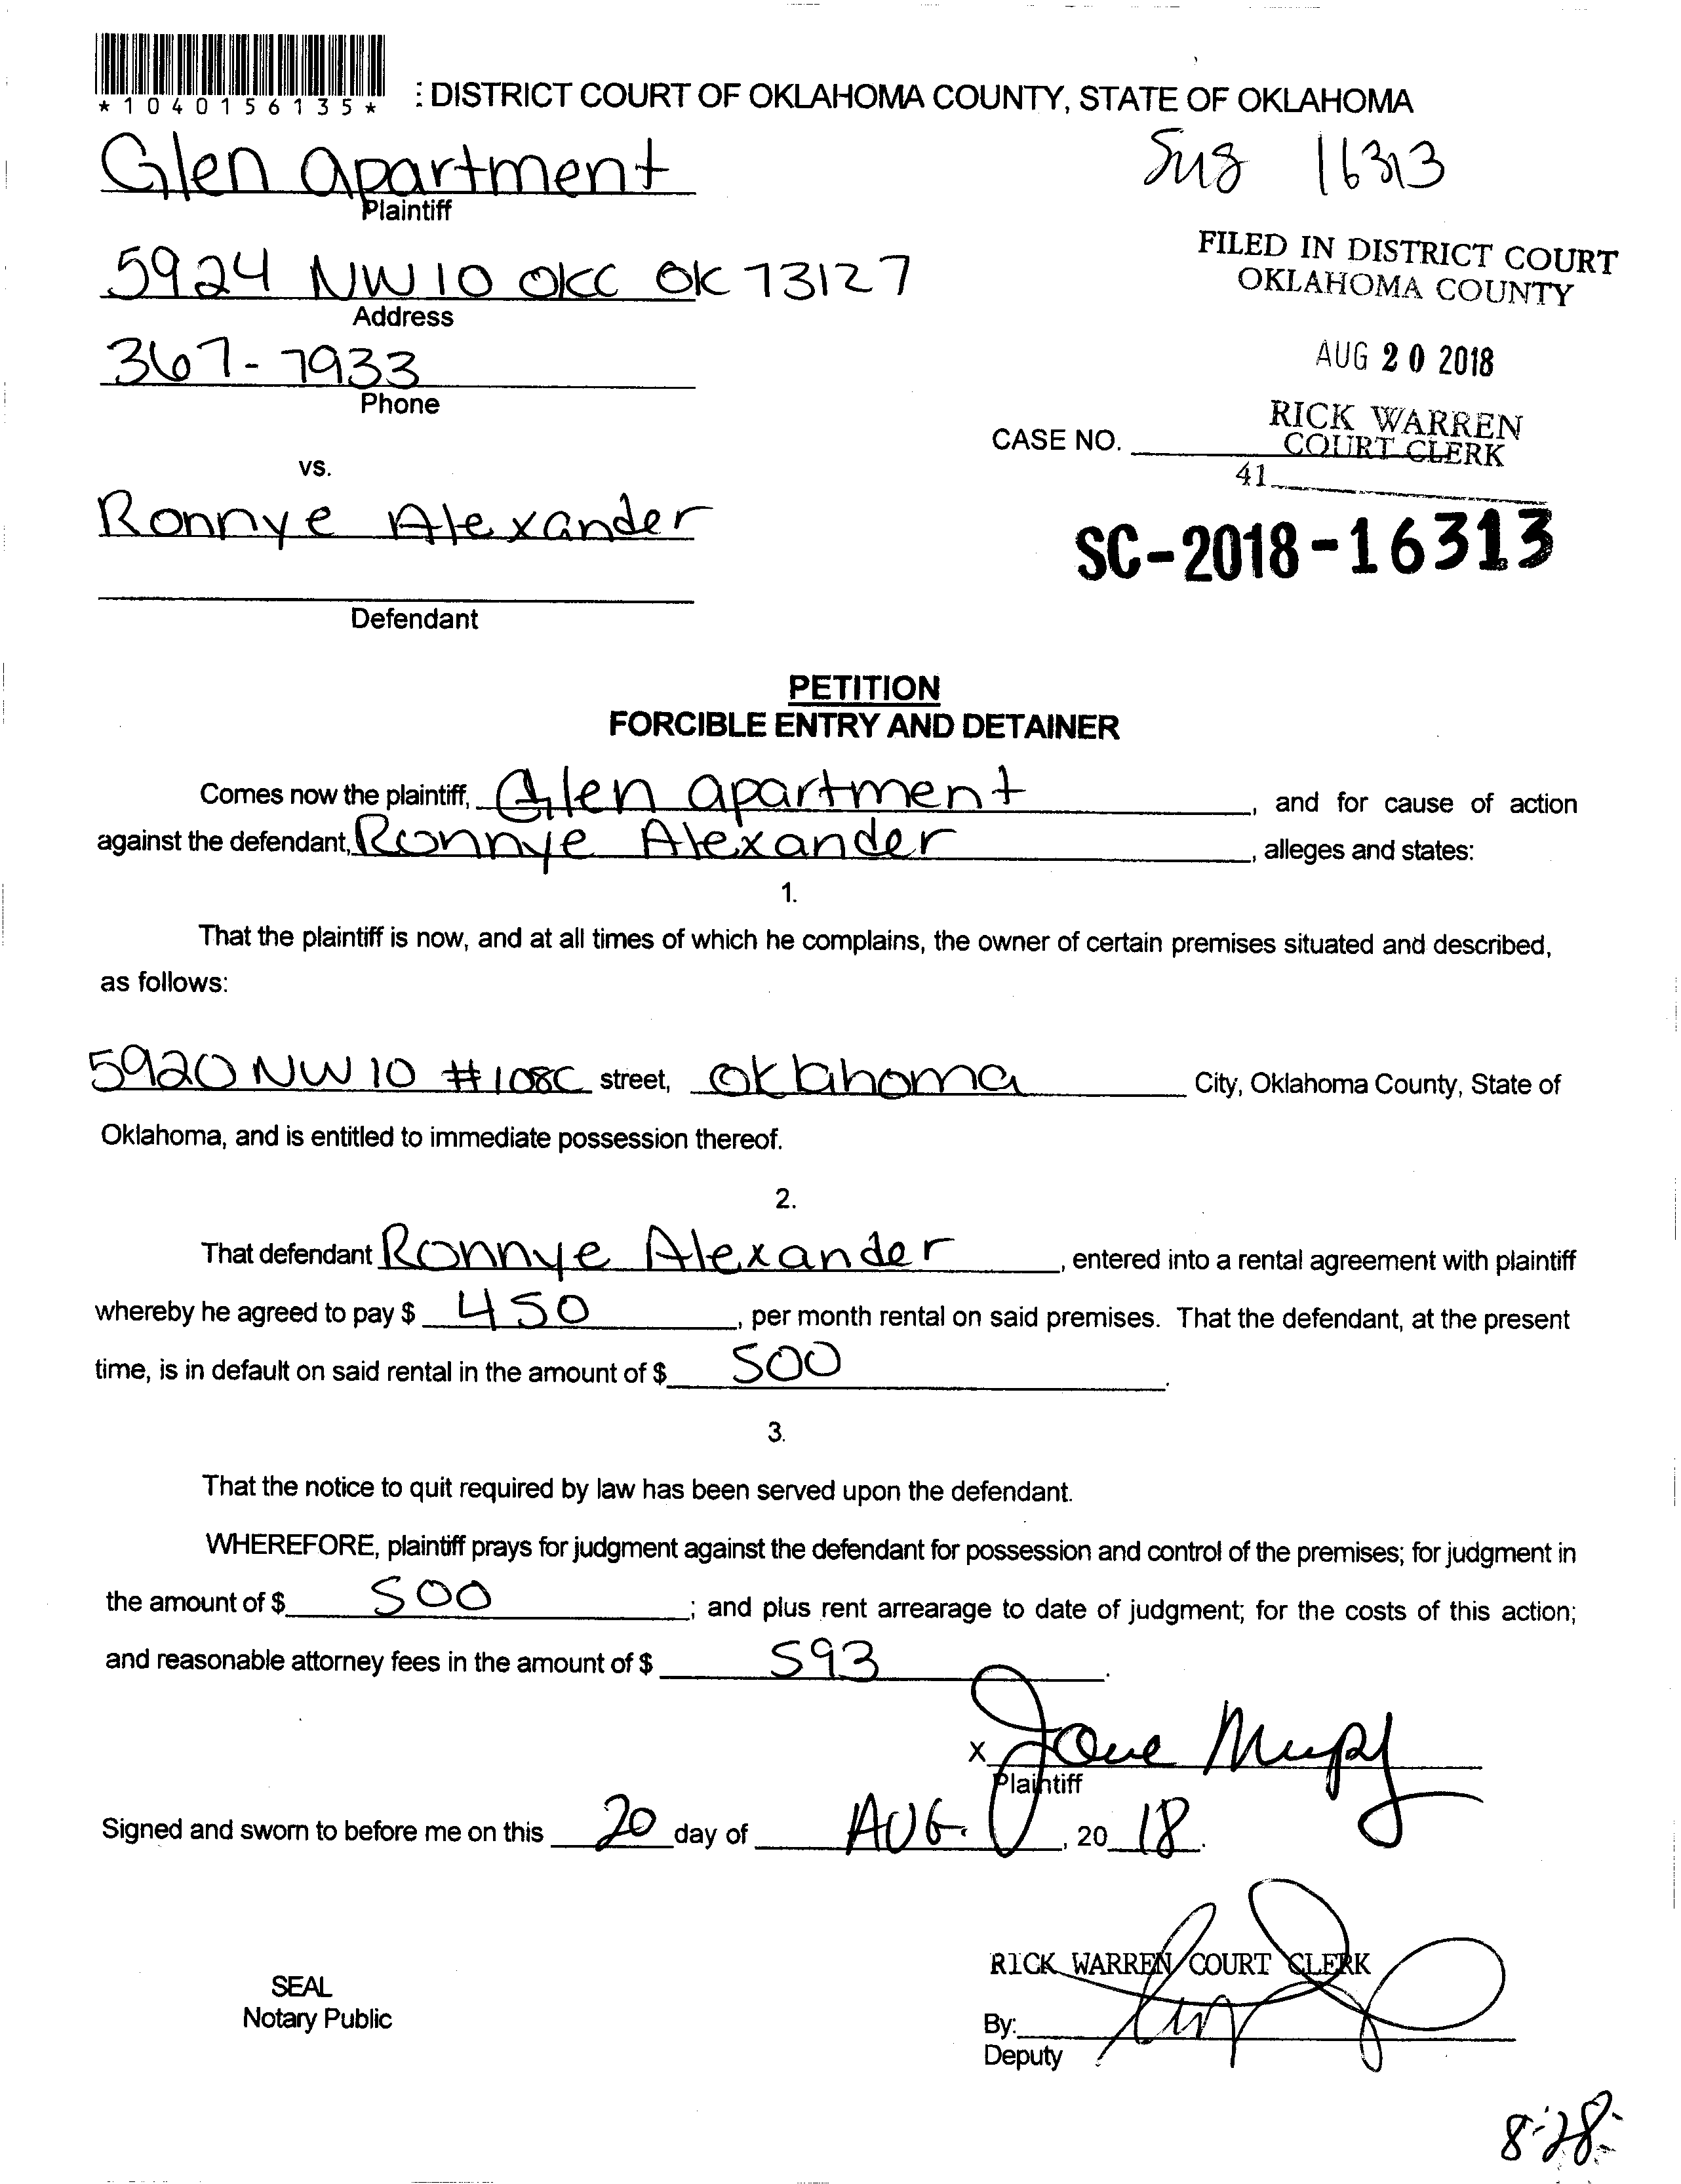 *1040156135*
: DISTRICT COURT OF OKLAHOMA COUNTY, STATE OF OKLAHOMA
Glen apartment
Plaintiff
16313
5924 NW 10 OKC OK 73127
Address
FILED IN DISTRICT COURT
OKLAHOMA COUNTY
367-7933
Phone
AUG 20 2018
RICK WARREN
COURT CLERK
CASE NO.
41
vs.
Ronnye Alexander
SC-2018-16313
Defendant
PETITION
FORCIBLE ENTRY AND DETAINER
Comes now the plaintiff, Glen apartment, and for cause of action
against the defendant, Ronnye Alexander, alleges and states:
1.
That the plaintiff is now, and at all times of which he complains, the owner of certain premises situated and described,
as follows:
5920 NW 10 #108C street, Oklahoma City, Oklahoma County, State of
Oklahoma, and is entitled to immediate possession thereof.
2.
That defendant Ronnye Alexander, entered into a rental agreement with plaintiff
whereby he agreed to pay $ 450, per month rental on said premises. That the defendant, at the present
time, is in default on said rental in the amount of $ 500.
3.
That the notice to quit required by law has been served upon the defendant.
WHEREFORE, plaintiff prays for judgment against the defendant for possession and control of the premises; for judgment in
the amount of $ 500; and plus rent arrearage to date of judgment; for the costs of this action;
and reasonable attorney fees in the amount of $ 593.
x
Plaintiff
Signed and sworn to before me on this 20 day of AUG., 20 18.
RICK WARREN COURT CLERK
SEAL
Notary Public
By:
Deputy
8-28